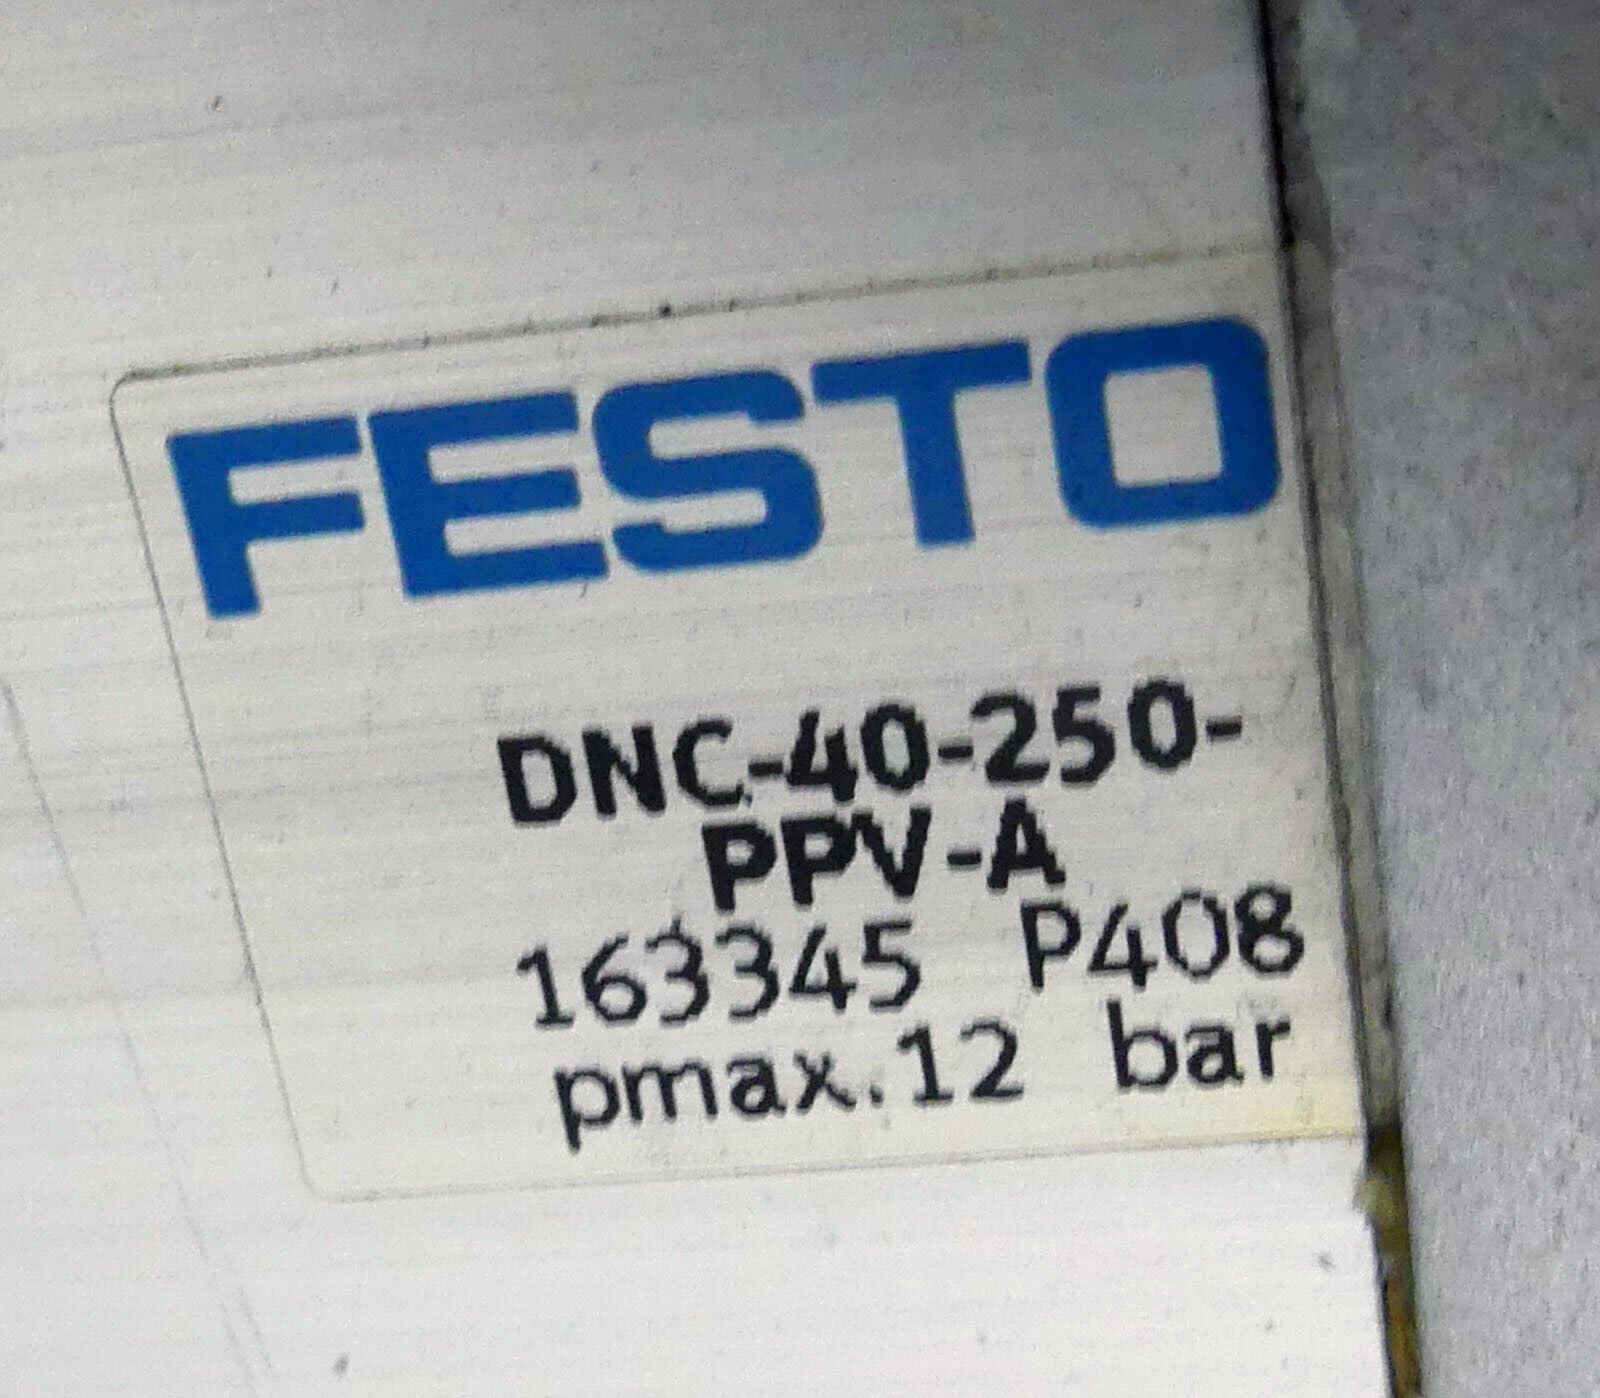 FESTO
DNC-40-250-
PPV-A
163345 P408
pmax.12 bar